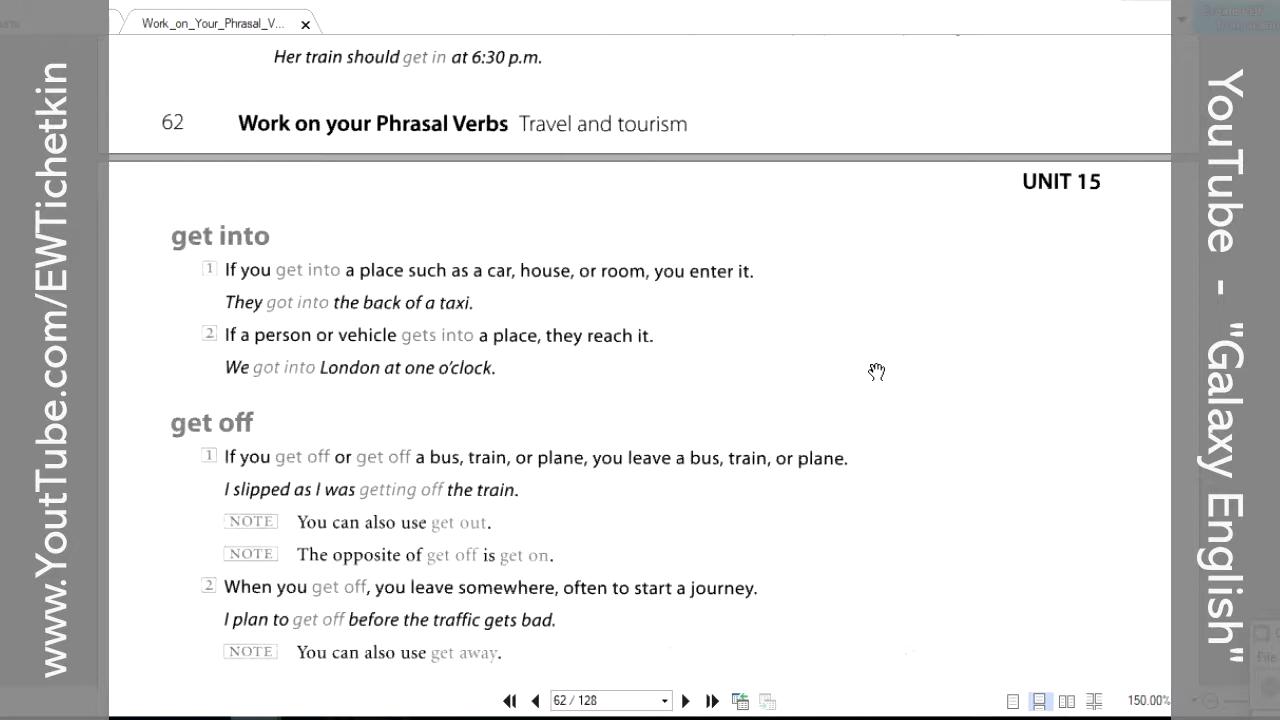 Work_on_Your_Phrasal_V...
Her train should get in at 6:30 p.m.
62 Work on your Phrasal Verbs Travel and tourism
UNIT 15
get into
1 If you get into a place such as a car, house, or room, you enter it.
They got into the back of a taxi.
2 If a person or vehicle gets into a place, they reach it.
We got into London at one o’clock.
get off
1 If you get off or get off a bus, train, or plane, you leave a bus, train, or plane.
I slipped as I was getting off the train.
NOTE You can also use get out.
NOTE The opposite of get off is get on.
2 When you get off, you leave somewhere, often to start a journey.
I plan to get off before the traffic gets bad.
NOTE You can also use get away.
62 / 128
150.00%
www.YoutTube.com/EWTichetkin
YouTube - "Galaxy English"
File